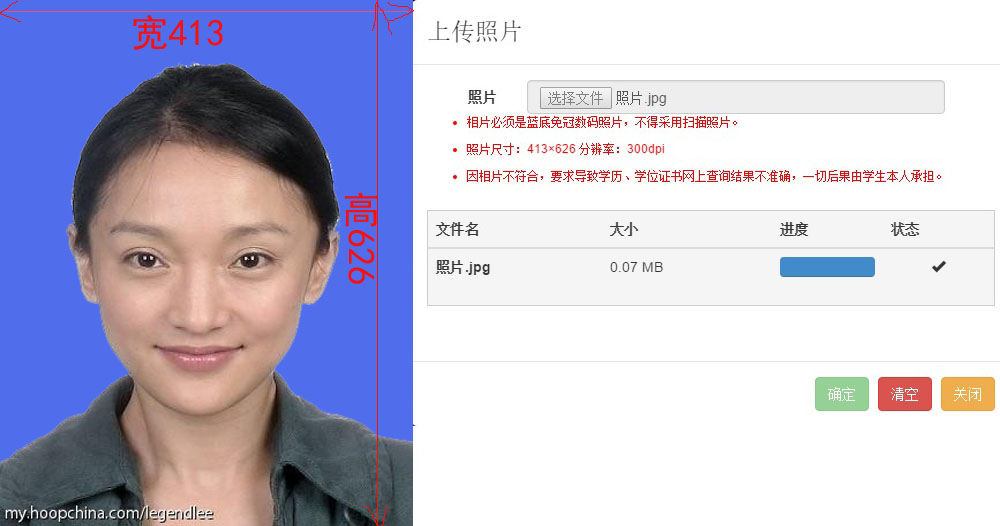 宽413
高626
my.hoopchina.com/legendlee
上传照片
照片 选择文件 照片.jpg
相片必须是蓝底免冠数码照片，不得采用扫描照片。
照片尺寸：413×626 分辨率：300dpi
因相片不符合，要求导致学历、学位证书网上查询结果不准确，一切后果由学生本人承担。
文件名 大小 进度 状态
照片.jpg 0.07 MB
确定 清空 关闭